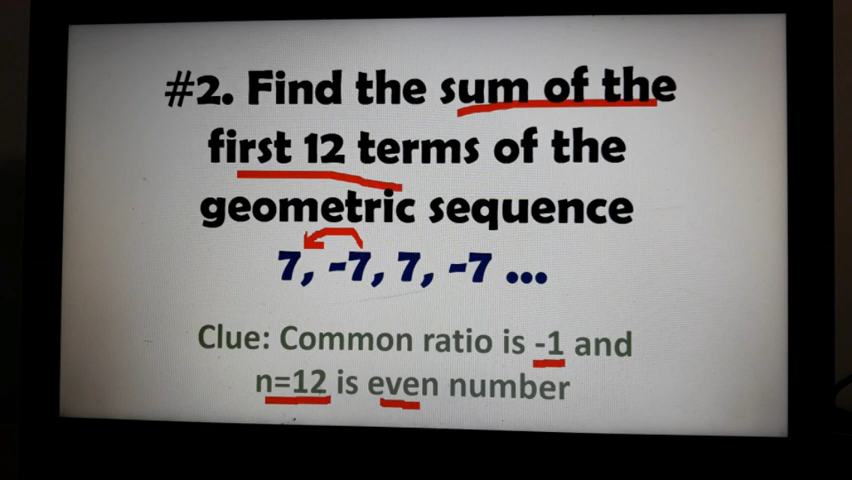 #2. Find the sum of the
first 12 terms of the
geometric sequence
7, -7, 7, -7 ...
Clue: Common ratio is -1 and
n=12 is even number